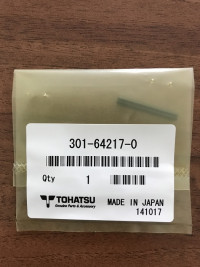 301-64217-0
Qty 1
TOHATSU MADE IN JAPAN
Genuine Parts & Accessory 141017